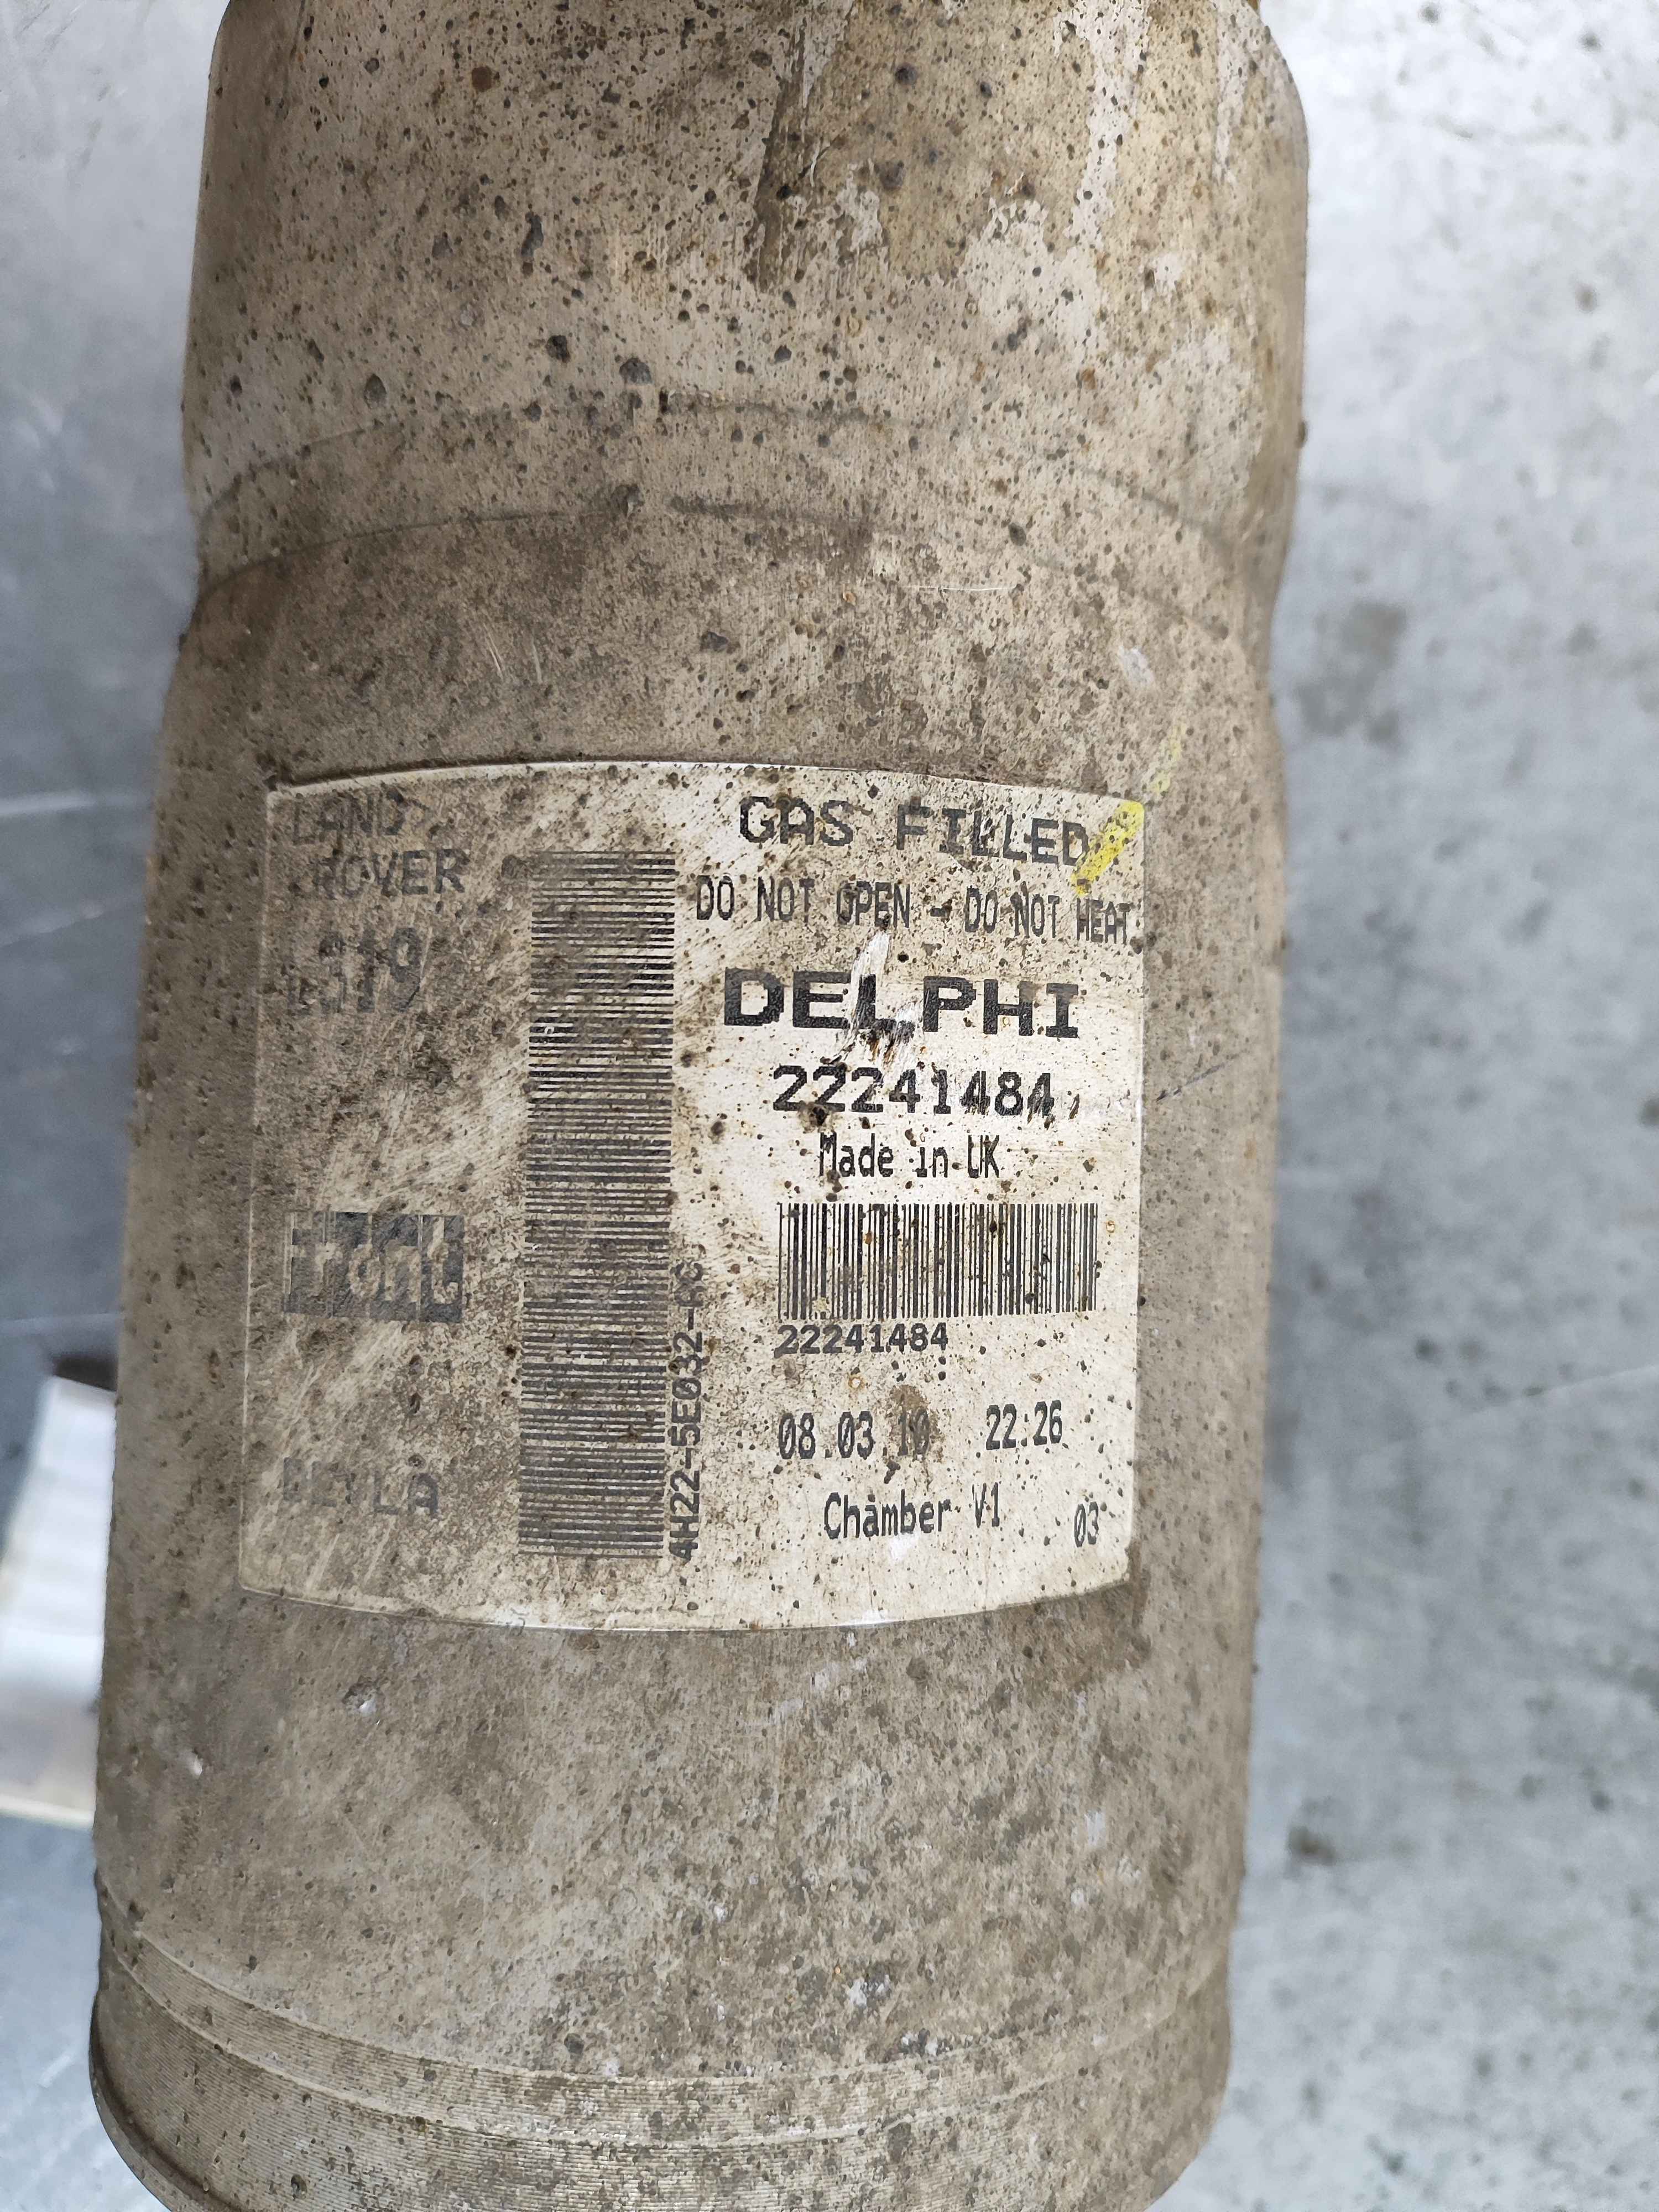 LAND
ROVER
L319
4H22-5E032-
GAS FILLED
DO NOT OPEN - DO NOT HEAT
DELPHI
22241484
Made in UK
22241484
08.03.10 22:26
Chamber V1 03